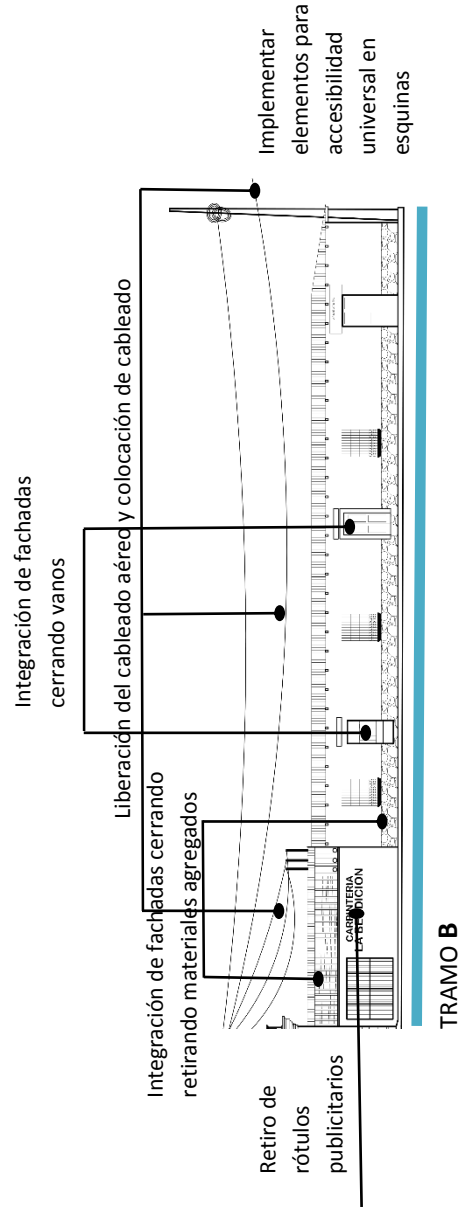 Integración de fachadas
cerrando vanos
Liberación del cableado aéreo y colocación de cableado
Integración de fachadas cerrando
retirando materiales agregados
Retiro de
rótulos
publicitarios
Implementar
elementos para
accesibilidad
universal en
esquinas
CARPINTERIA
LA BENDICION
TRAMO B